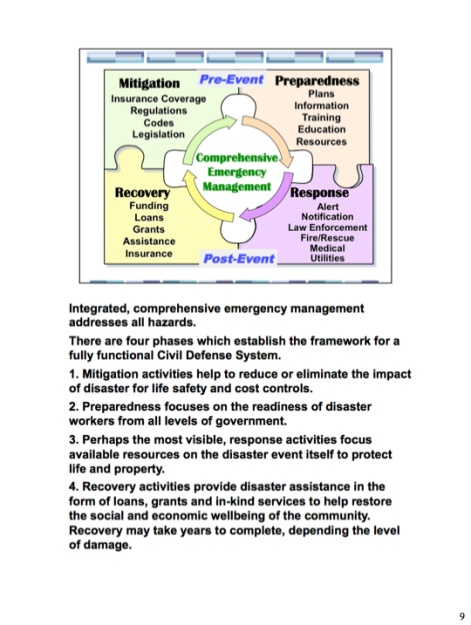 Pre-Event
Mitigation
Insurance Coverage
Regulations
Codes
Legislation
Preparedness
Plans
Information
Training
Education
Resources
Comprehensive
Emergency
Management
Recovery
Funding
Loans
Grants
Assistance
Insurance
Response
Alert
Notification
Law Enforcement
Fire/Rescue
Medical
Utilities
Post-Event
Integrated, comprehensive emergency management
addresses all hazards.
There are four phases which establish the framework for a
fully functional Civil Defense System.
1. Mitigation activities help to reduce or eliminate the impact
of disaster for life safety and cost controls.
2. Preparedness focuses on the readiness of disaster
workers from all levels of government.
3. Perhaps the most visible, response activities focus
available resources on the disaster event itself to protect
life and property.
4. Recovery activities provide disaster assistance in the
form of loans, grants and in-kind services to help restore
the social and economic wellbeing of the community.
Recovery may take years to complete, depending the level
of damage.
9